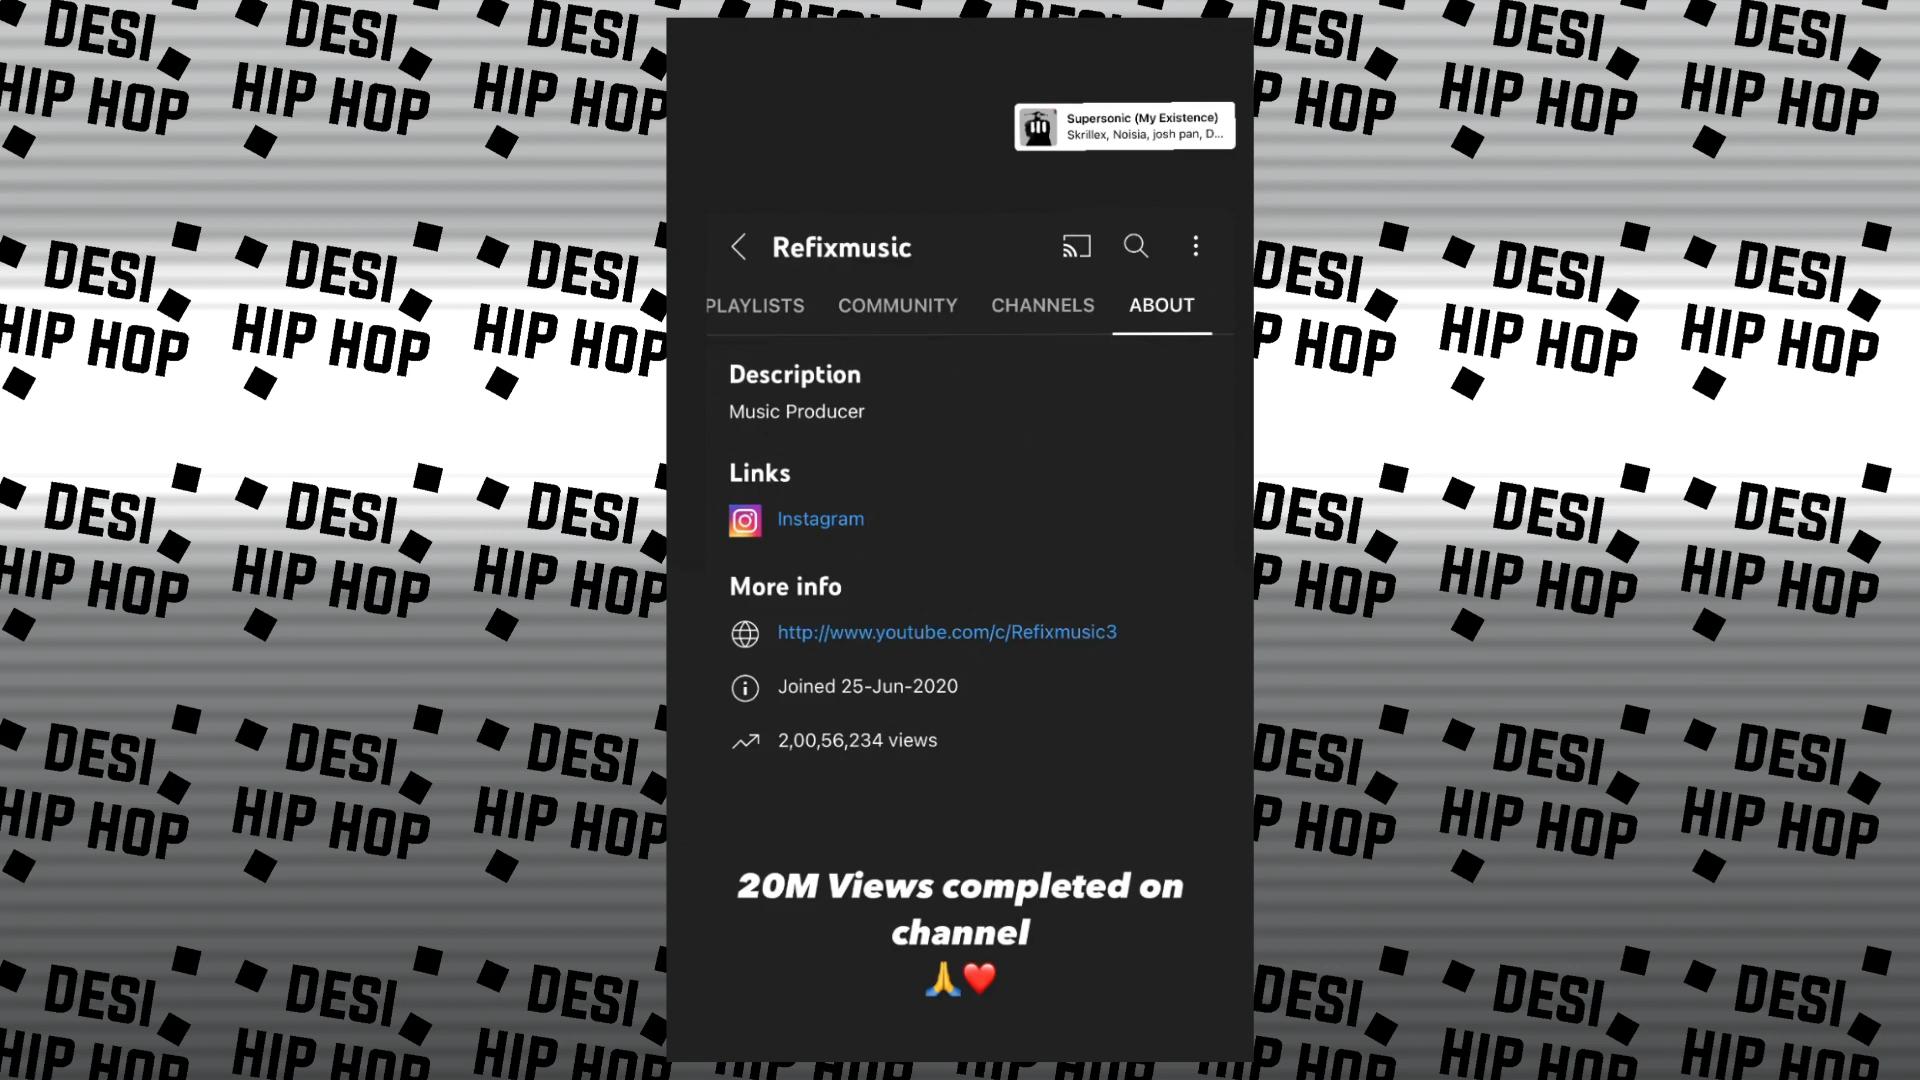 Supersonic (My Existence)
Skrillex, Noisia, josh pan, D...
Refixmusic
PLAYLISTS COMMUNITY CHANNELS ABOUT
Description
Music Producer
Links
Instagram
More info
http://www.youtube.com/c/Refixmusic3
Joined 25-Jun-2020
2,00,56,234 views
20M Views completed on
channel
🙏❤️
DESI
HIP HOP